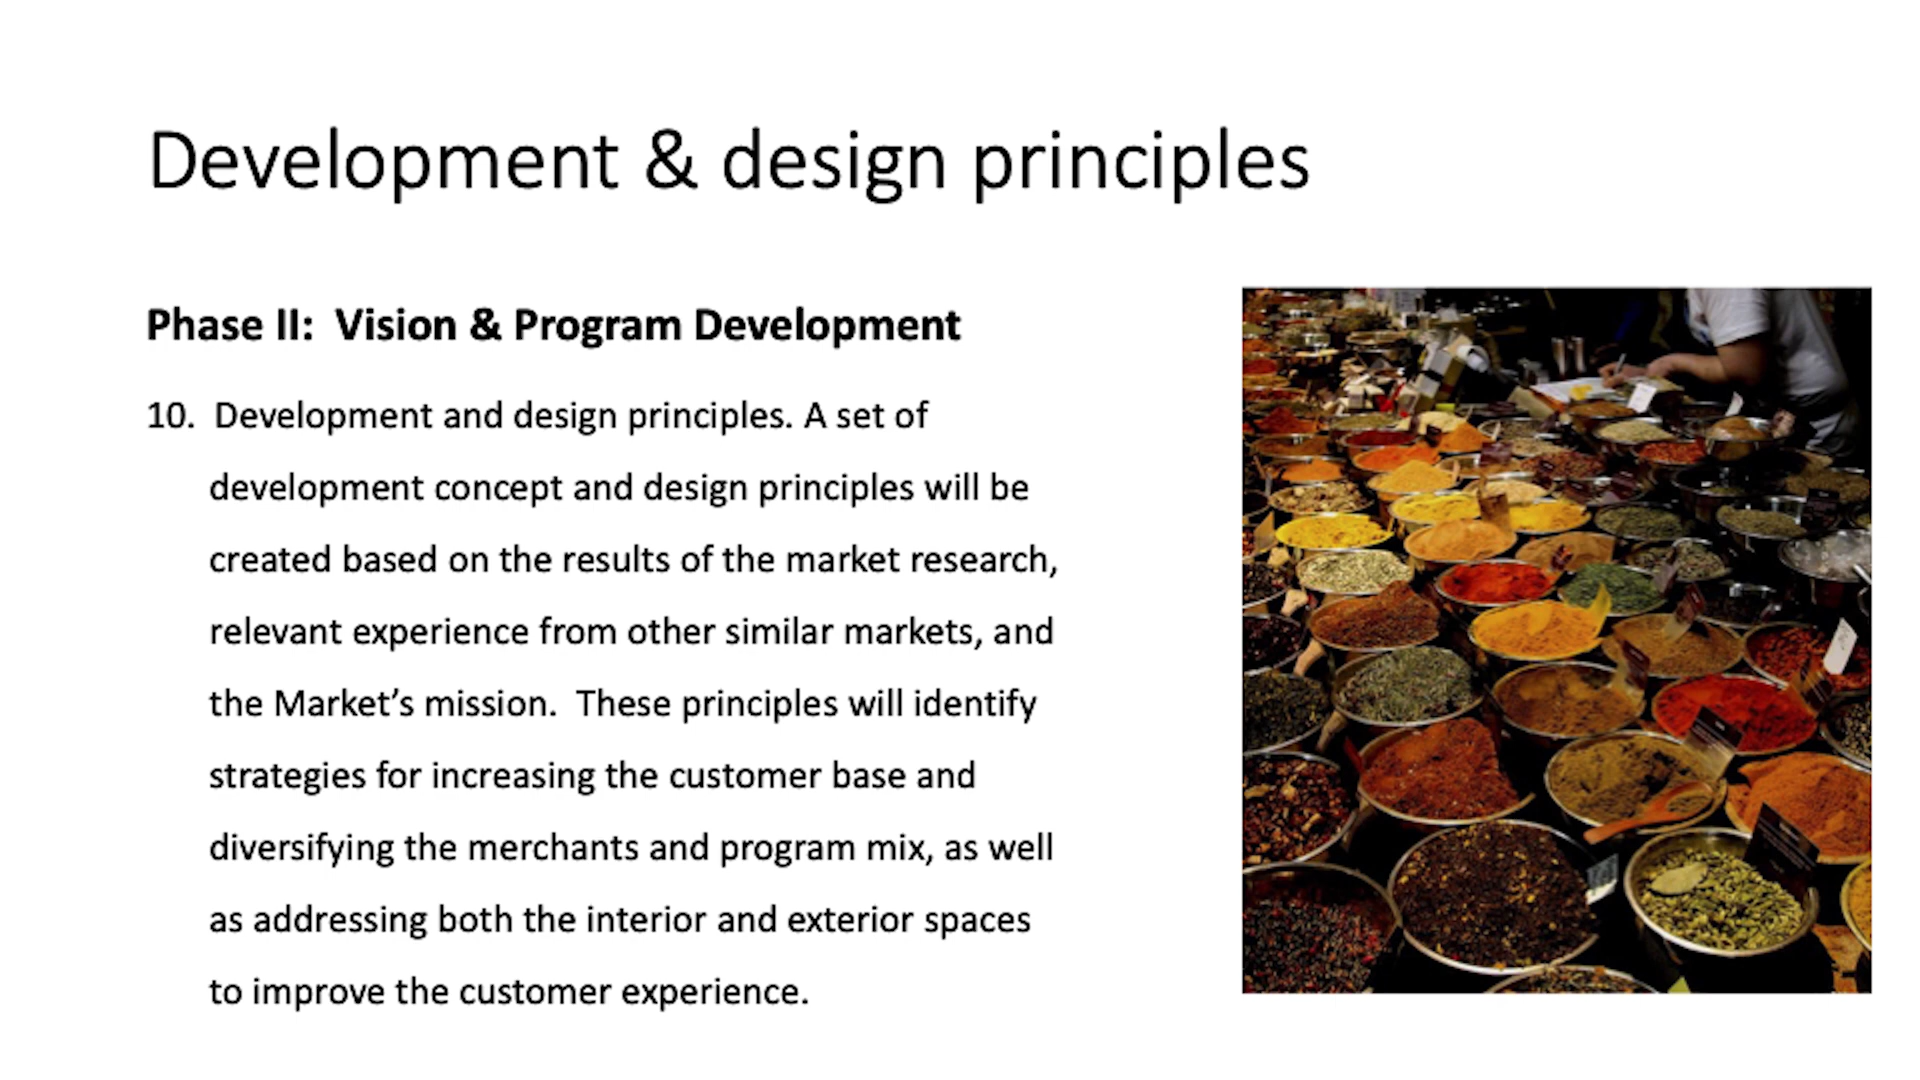 Development & design principles
Phase II:  Vision & Program Development
10.  Development and design principles. A set of
development concept and design principles will be
created based on the results of the market research,
relevant experience from other similar markets, and
the Market’s mission.  These principles will identify
strategies for increasing the customer base and
diversifying the merchants and program mix, as well
as addressing both the interior and exterior spaces
to improve the customer experience.